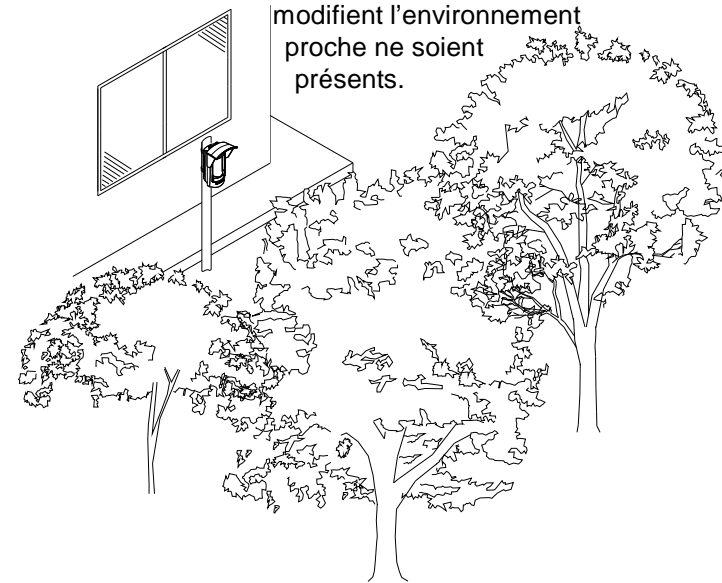 modifient l’environnement
proche ne soient
présents.